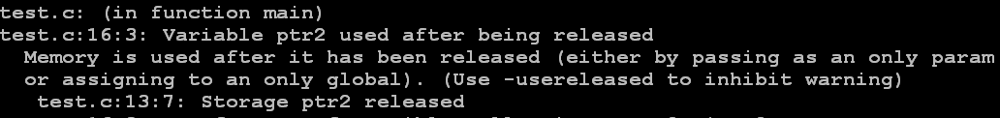 test.c: (in function main)
test.c:16:3: Variable ptr2 used after being released
Memory is used after it has been released (either by passing as an only param
or assigning to an only global). (Use -usereleased to inhibit warning)
test.c:13:7: Storage ptr2 released